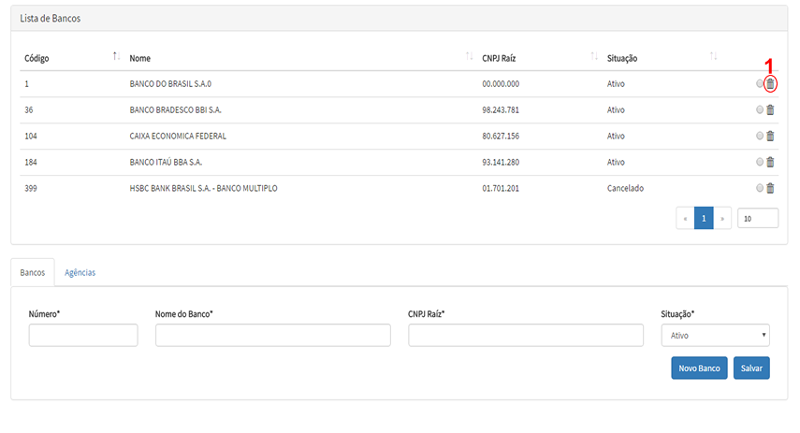 Lista de Bancos
Código Nome CNPJ Raíz Situação
1
1 BANCO DO BRASIL S.A.0 00.000.000 Ativo
36 BANCO BRADESCO BBI S.A. 98.243.781 Ativo
104 CAIXA ECONOMICA FEDERAL 80.627.156 Ativo
184 BANCO ITAÚ BBA S.A. 93.141.280 Ativo
399 HSBC BANK BRASIL S.A. - BANCO MULTIPLO 01.701.201 Cancelado
« 1 » 10
Bancos Agências
Número* Nome do Banco* CNPJ Raíz* Situação*
Ativo
Novo Banco Salvar